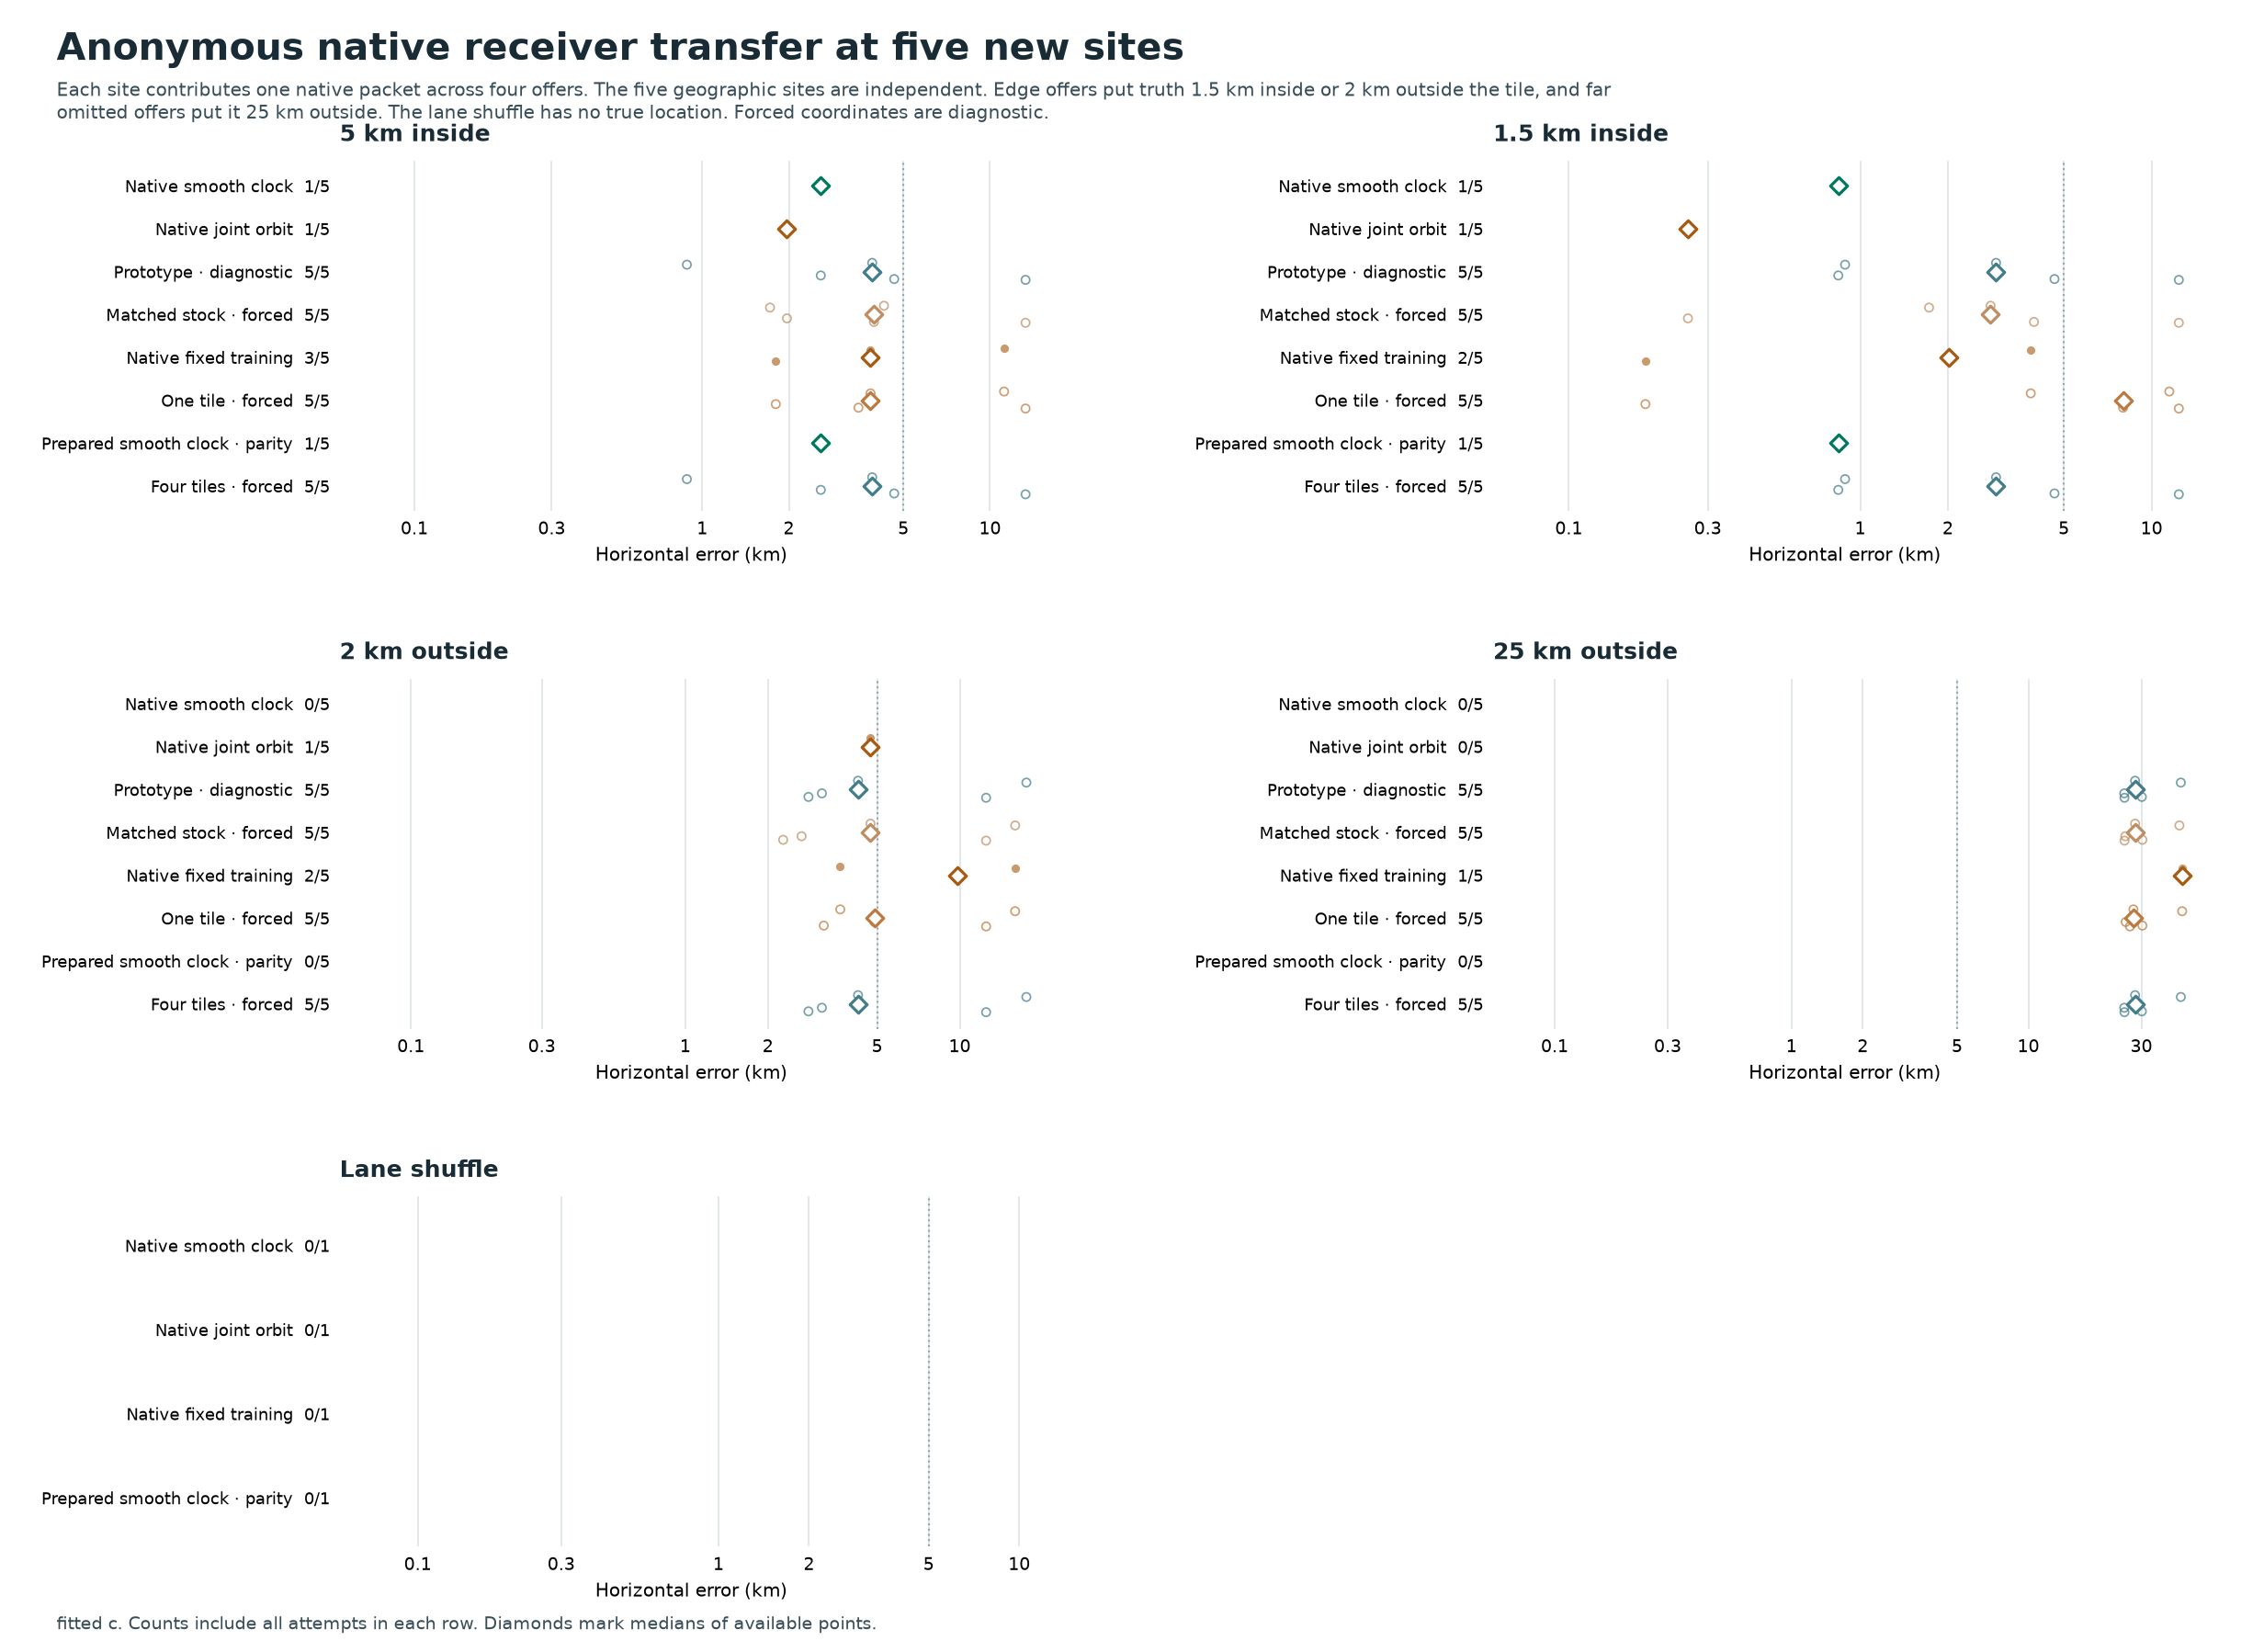 Anonymous native receiver transfer at five new sites
Each site contributes one native packet across four offers. The five geographic sites are independent. Edge offers put truth 1.5 km inside or 2 km outside the tile, and far
omitted offers put it 25 km outside. The lane shuffle has no true location. Forced coordinates are diagnostic.
5 km inside
Native smooth clock 1/5
Native joint orbit 1/5
Prototype · diagnostic 5/5
Matched stock · forced 5/5
Native fixed training 3/5
One tile · forced 5/5
Prepared smooth clock · parity 1/5
Four tiles · forced 5/5
0.1 0.3 1 2 5 10
Horizontal error (km)
1.5 km inside
Native smooth clock 1/5
Native joint orbit 1/5
Prototype · diagnostic 5/5
Matched stock · forced 5/5
Native fixed training 2/5
One tile · forced 5/5
Prepared smooth clock · parity 1/5
Four tiles · forced 5/5
0.1 0.3 1 2 5 10
Horizontal error (km)
2 km outside
Native smooth clock 0/5
Native joint orbit 1/5
Prototype · diagnostic 5/5
Matched stock · forced 5/5
Native fixed training 2/5
One tile · forced 5/5
Prepared smooth clock · parity 0/5
Four tiles · forced 5/5
0.1 0.3 1 2 5 10
Horizontal error (km)
25 km outside
Native smooth clock 0/5
Native joint orbit 0/5
Prototype · diagnostic 5/5
Matched stock · forced 5/5
Native fixed training 1/5
One tile · forced 5/5
Prepared smooth clock · parity 0/5
Four tiles · forced 5/5
0.1 0.3 1 2 5 10 30
Horizontal error (km)
Lane shuffle
Native smooth clock 0/1
Native joint orbit 0/1
Native fixed training 0/1
Prepared smooth clock · parity 0/1
0.1 0.3 1 2 5 10
Horizontal error (km)
fitted c. Counts include all attempts in each row. Diamonds mark medians of available points.